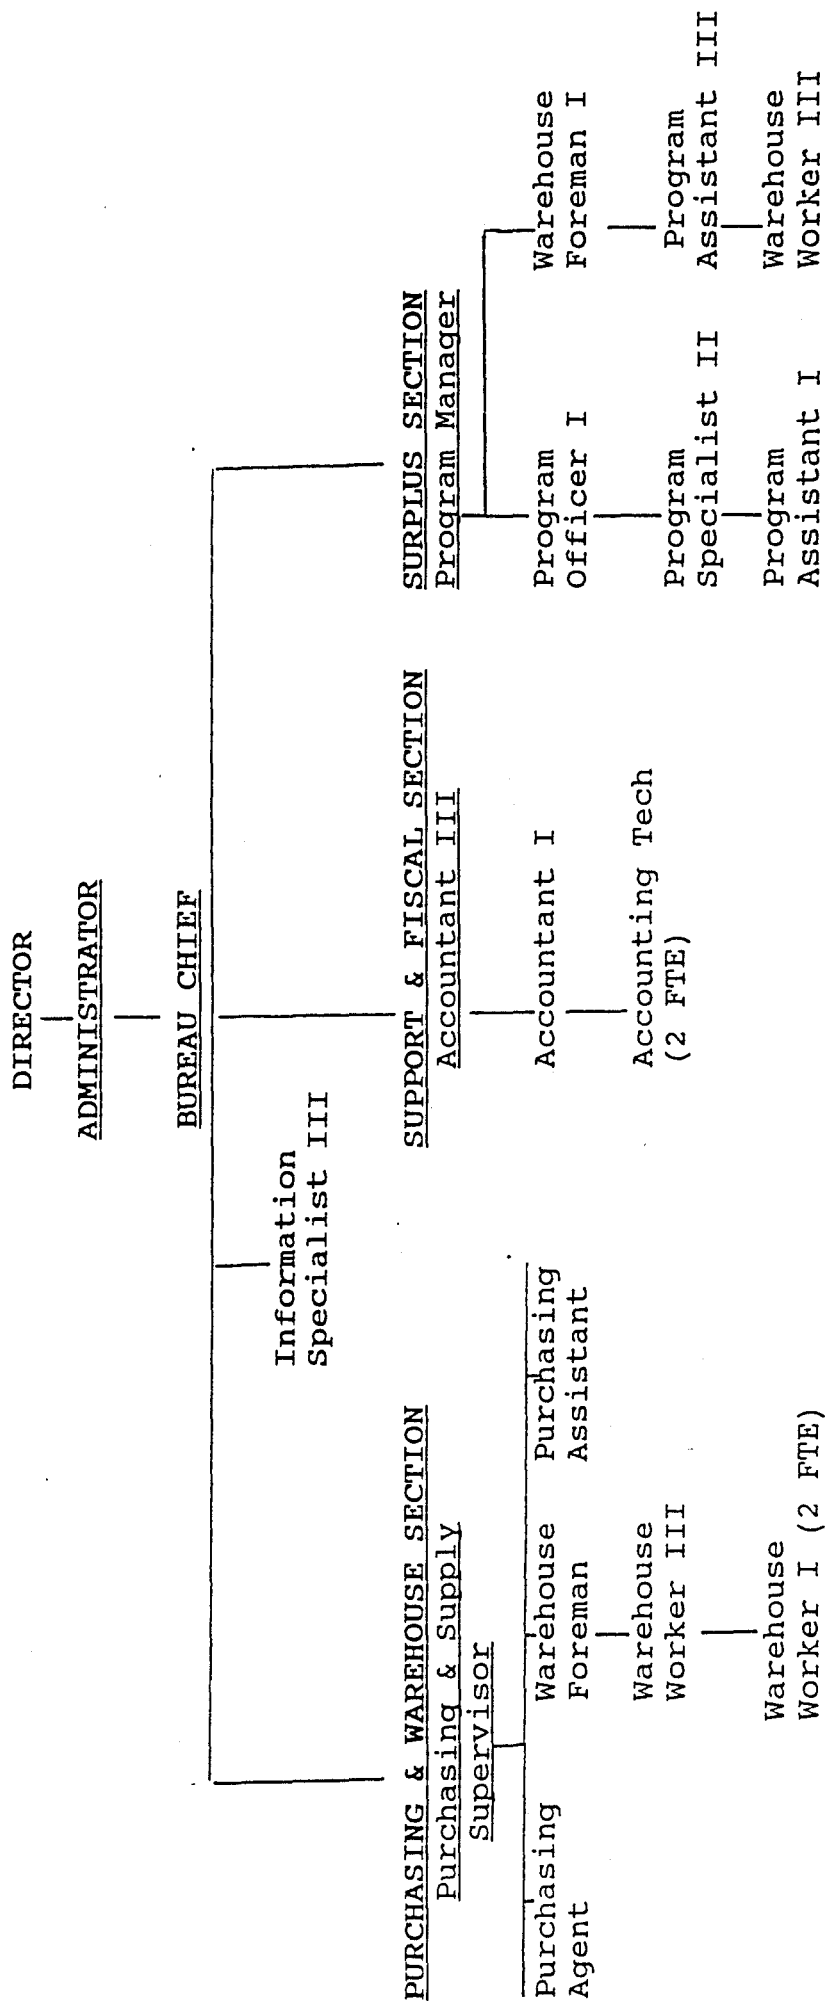 DIRECTOR
ADMINISTRATOR
BUREAU CHIEF
Information
Specialist III
PURCHASING & WAREHOUSE SECTION
Purchasing & Supply
Supervisor
Purchasing
Agent
Warehouse
Foreman
Warehouse
Worker III
Warehouse
Worker I (2 FTE)
Purchasing
Assistant
SUPPORT & FISCAL SECTION
Accountant III
Accountant I
Accounting Tech
(2 FTE)
SURPLUS SECTION
Program Manager
Program
Officer I
Program
Specialist II
Program
Assistant I
Warehouse
Foreman I
Program
Assistant III
Warehouse
Worker III